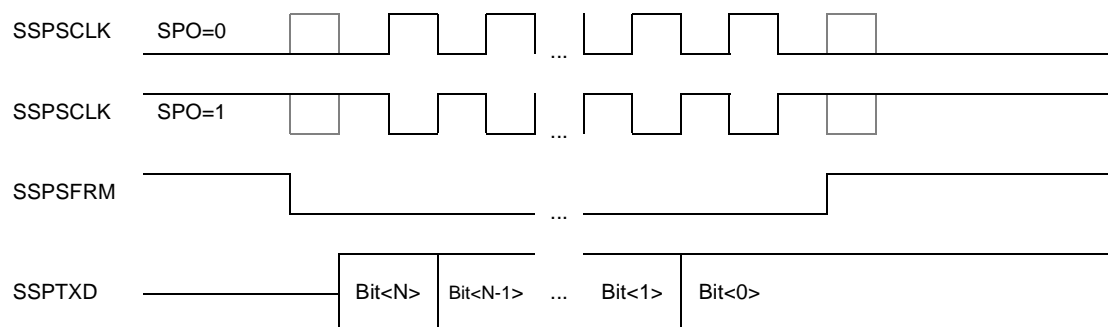 SSPSCLK SPO=0
...
SSPSCLK SPO=1
...
SSPSFRM
...
SSPTXD Bit<N> Bit<N-1> ... Bit<1> Bit<0>